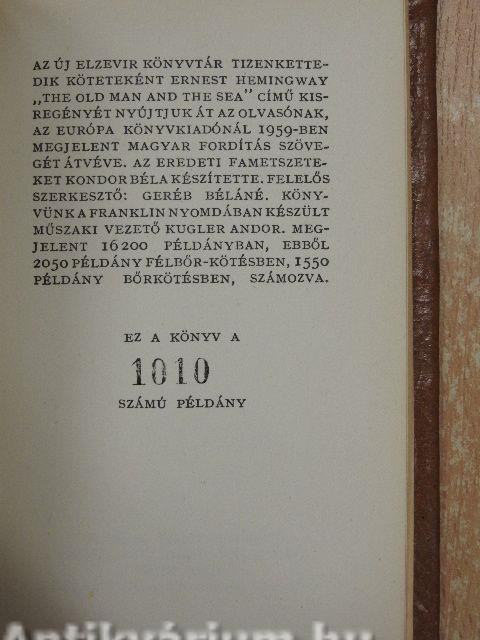 AZ ÚJ ELZEVIR KÖNYVTÁR TIZENKETTE-
DIK KÖTETEKÉNT ERNEST HEMINGWAY
„THE OLD MAN AND THE SEA" CÍMŰ KIS-
REGÉNYÉT NYÚJTJUK ÁT AZ OLVASÓNAK,
AZ EURÓPA KÖNYVKIADÓNÁL 1959-BEN
MEGJELENT MAGYAR FORDÍTÁS SZÖVE-
GÉT ÁTVÉVE. AZ EREDETI FAMETSZETE-
KET KONDOR BÉLA KÉSZÍTETTE. FELELŐS
SZERKESZTŐ: GERÉB BÉLÁNÉ. KÖNY-
VÜNK A FRANKLIN NYOMDÁBAN KÉSZÜLT
MŰSZAKI VEZETŐ KUGLER ANDOR. MEG-
JELENT 16200 PÉLDÁNYBAN, EBBŐL
2050 PÉLDÁNY FÉLBŐR-KÖTÉSBEN, 1550
PÉLDÁNY BŐRKÖTÉSBEN, SZÁMOZVA.
EZ A KÖNYV A
1010
SZÁMÚ PÉLDÁNY
Antikvárium.hu